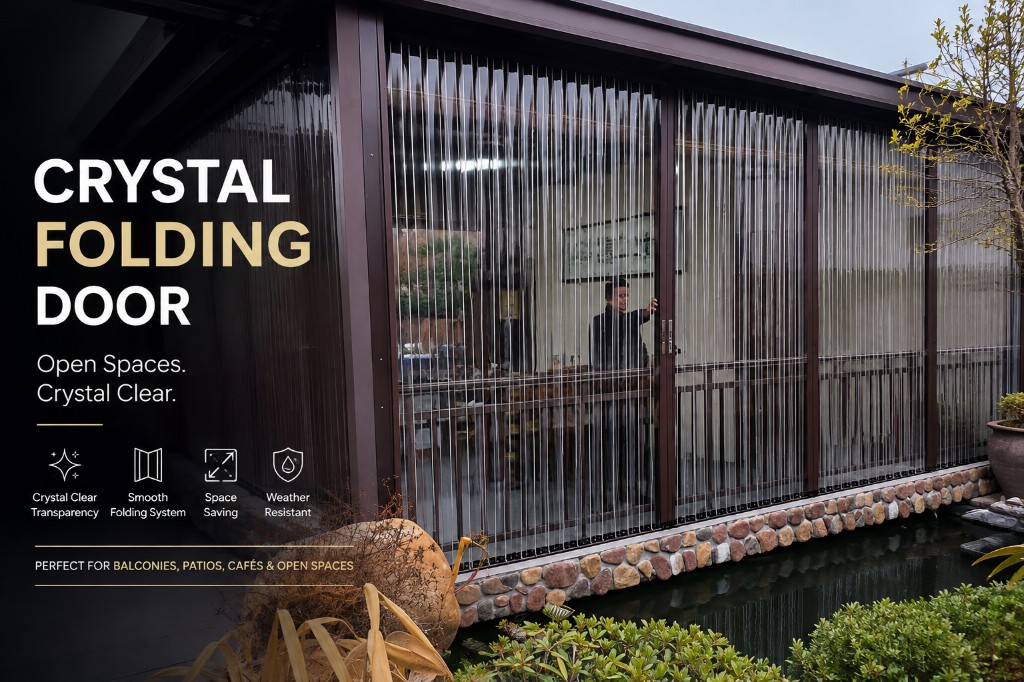 CRYSTAL
FOLDING
DOOR
Open Spaces.
Crystal Clear.
Crystal Clear
Transparency
Smooth
Folding System
Space
Saving
Weather
Resistant
PERFECT FOR BALCONIES, PATIOS, CAFÉS & OPEN SPACES